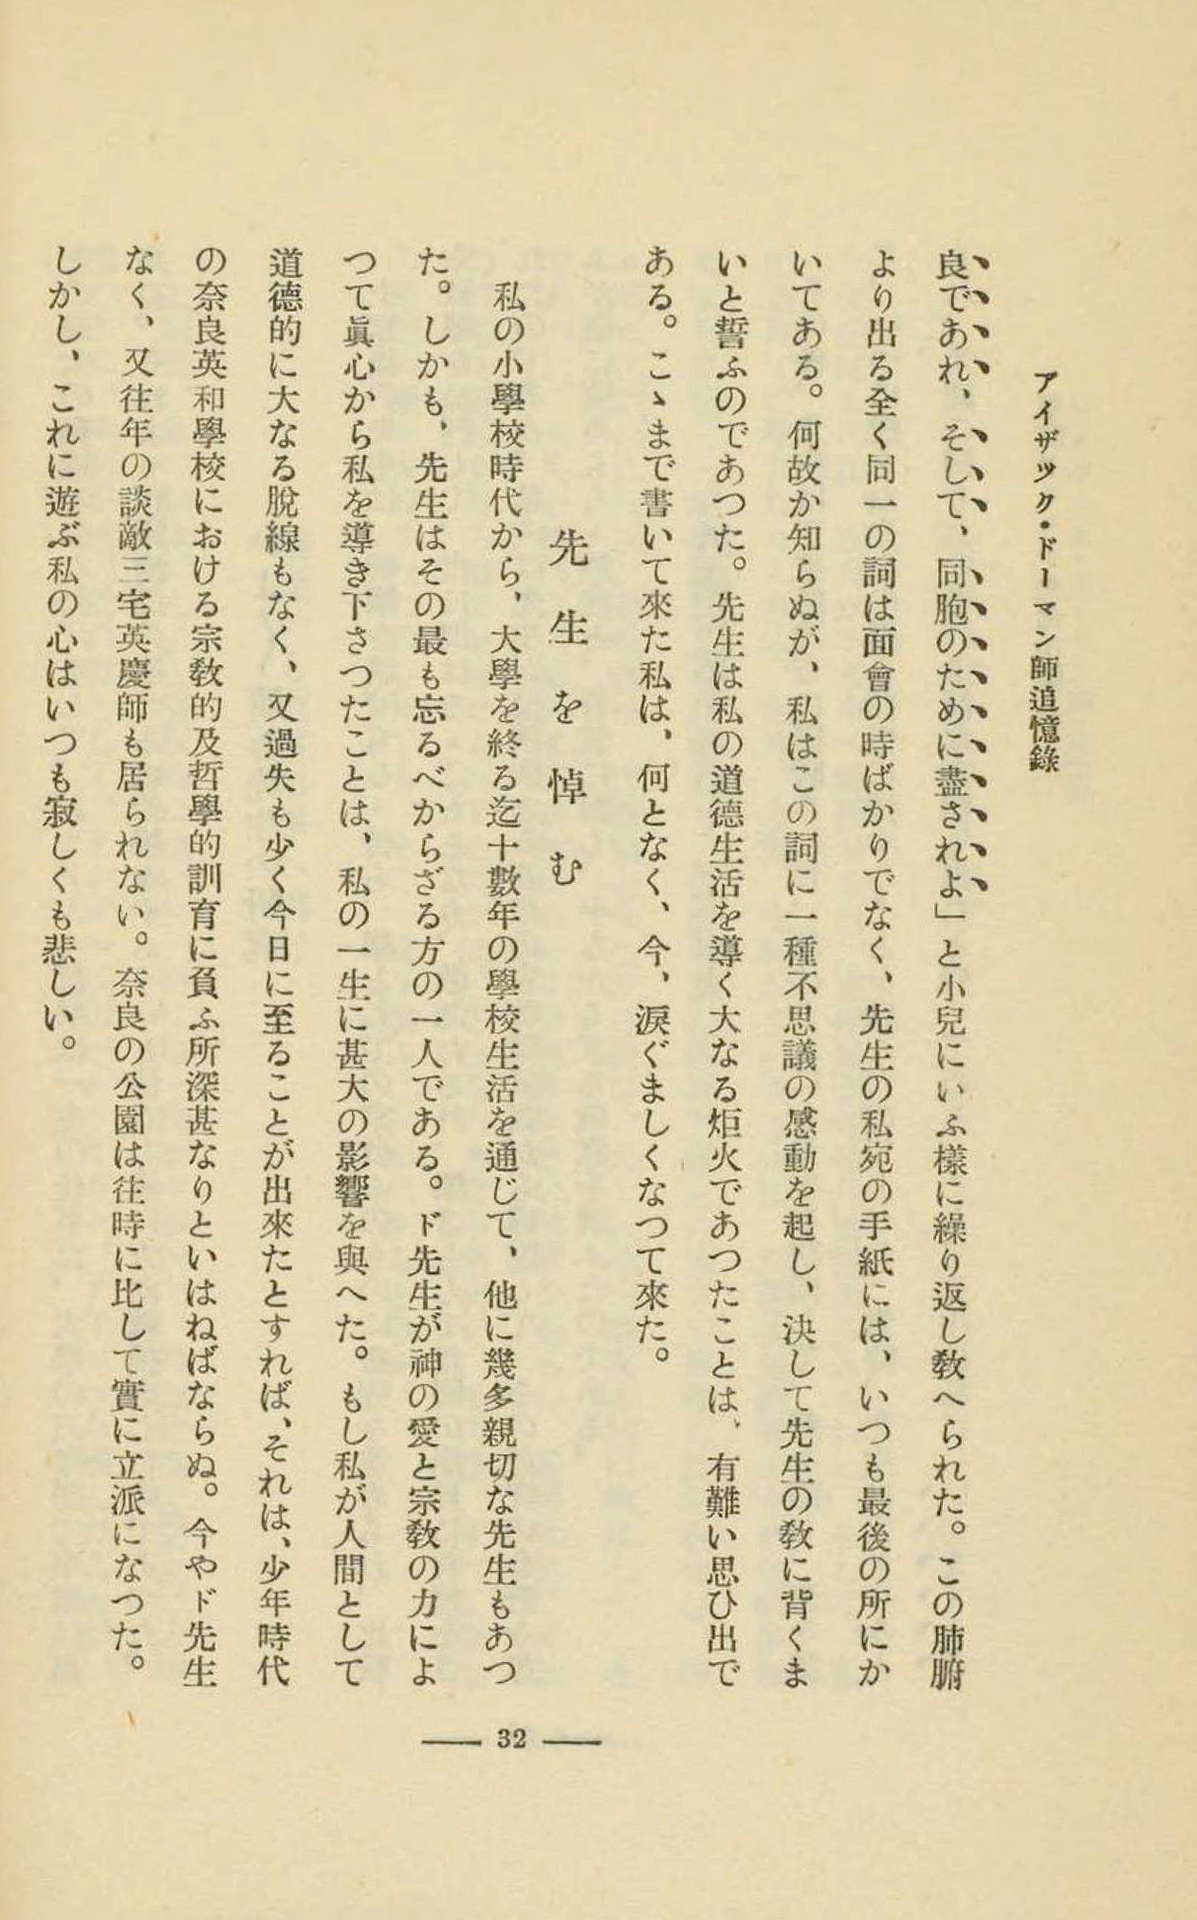 アイザック・ドーマン師追憶錄
良であれ、そして、同胞のために盡されよ」と小兒にいふ樣に繰り返し敎へられた。この肺腑
より出る全く同一の詞は面會の時ばかりでなく、先生の私宛の手紙には、いつも最後の所にか
いてある。何故か知らぬが、私はこの詞に一種不思議の感動を起し、決して先生の敎に背くま
いと誓ふのであつた。先生は私の道德生活を導く大なる炬火であつたことは、有難い思ひ出で
ある。こゝまで書いて來た私は、何となく、今、淚ぐましくなつて來た。
先生を悼む
私の小學校時代から、大學を終る迄十數年の學校生活を通じて、他に幾多親切な先生もあつ
た。しかも、先生はその最も忘るべからざる方の一人である。ド先生が神の愛と宗敎の力によ
つて眞心から私を導き下さつたことは、私の一生に甚大の影響を與へた。もし私が人間として
道德的に大なる脫線もなく、又過失も少く今日に至ることが出來たとすれば、それは、少年時代
の奈良英和學校における宗敎的及哲學的訓育に負ふ所深甚なりといはねばならぬ。今やド先生
なく、又往年の談敵三宅英慶師も居られない。奈良の公園は往時に比して實に立派になつた。
しかし、これに遊ぶ私の心はいつも寂しくも悲しい。
32